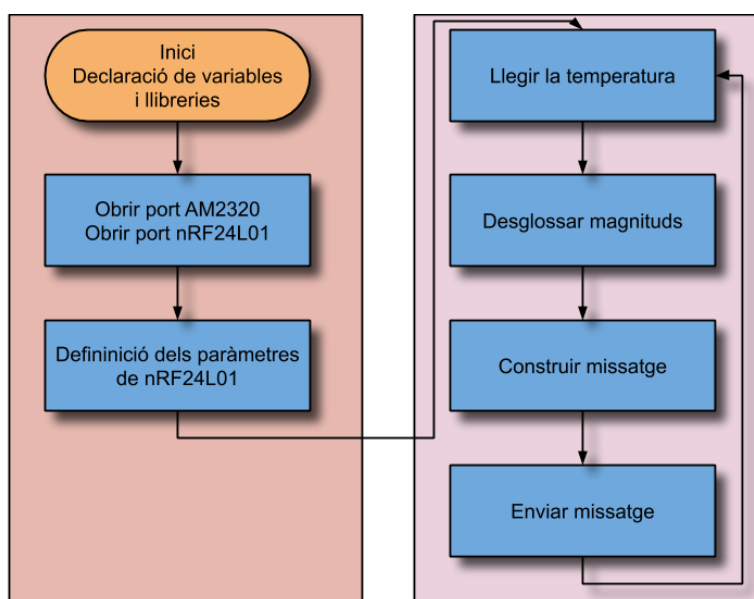 Inici
Declaració de variables
i llibreries
Obrir port AM2320
Obrir port nRF24L01
Defininició dels paràmetres
de nRF24L01
Llegir la temperatura
Desglossar magnituds
Construir missatge
Enviar missatge